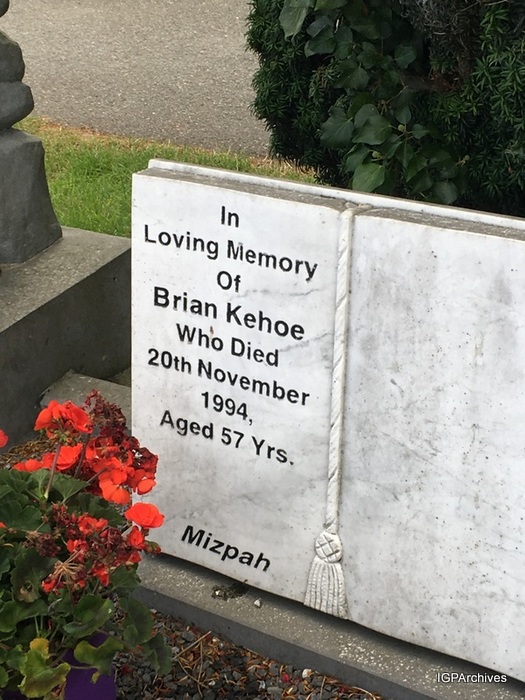 In
Loving Memory
Of
Brian Kehoe
Who Died
20th November
1994,
Aged 57 Yrs.
Mizpah
IGPArchives